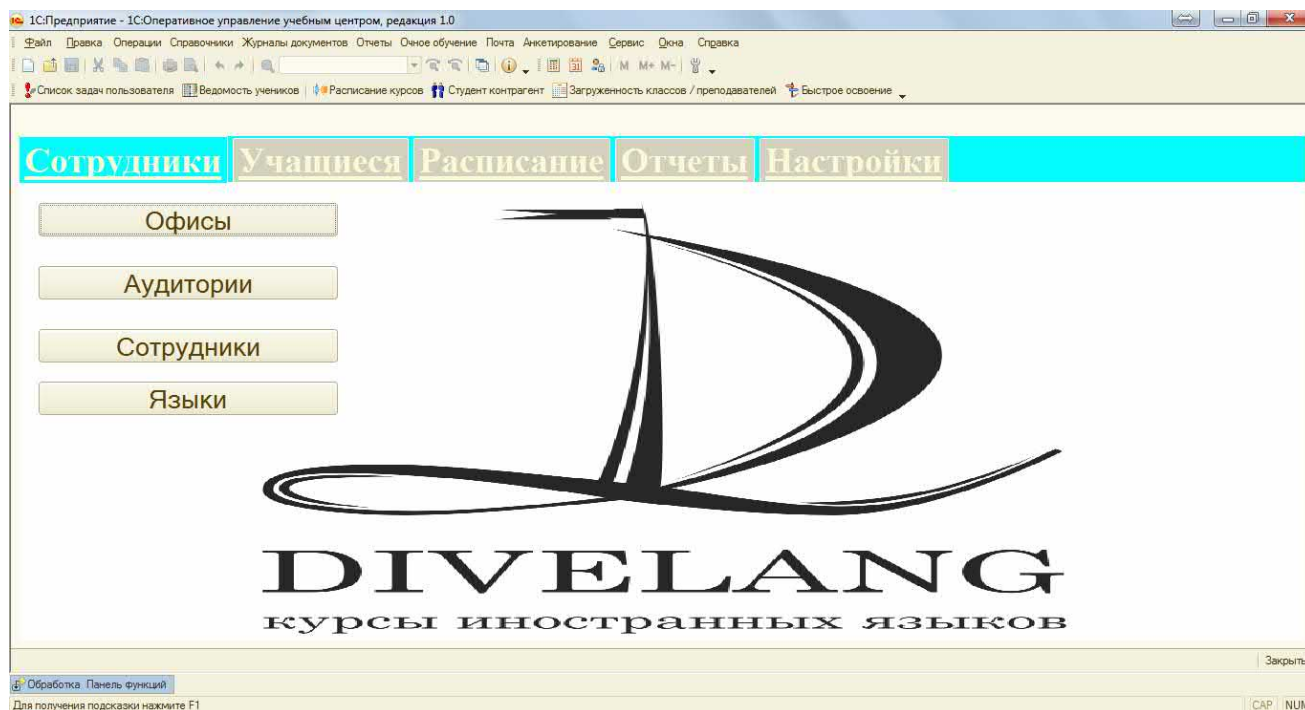 1С:Предприятие - 1С:Оперативное управление учебным центром, редакция 1.0
Файл Правка Операции Справочники Журналы документов Отчеты Очное обучение Почта Анкетирование Сервис Окна Справка
M M+ M-
Список задач пользователя Ведомость учеников Расписание курсов Студент контрагент Загруженность классов / преподавателей Быстрое освоение
Сотрудники Учащиеся Расписание Отчеты Настройки
Офисы
Аудитории
Сотрудники
Языки
DIVELANG
курсы иностранных языков
Закрыть
Обработка Панель функций
Для получения подсказки нажмите F1 CAP NUM